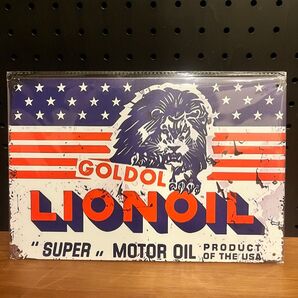 GOLDOL
LIONOIL
"SUPER„ MOTOR OIL PRODUCT
OF THE USA